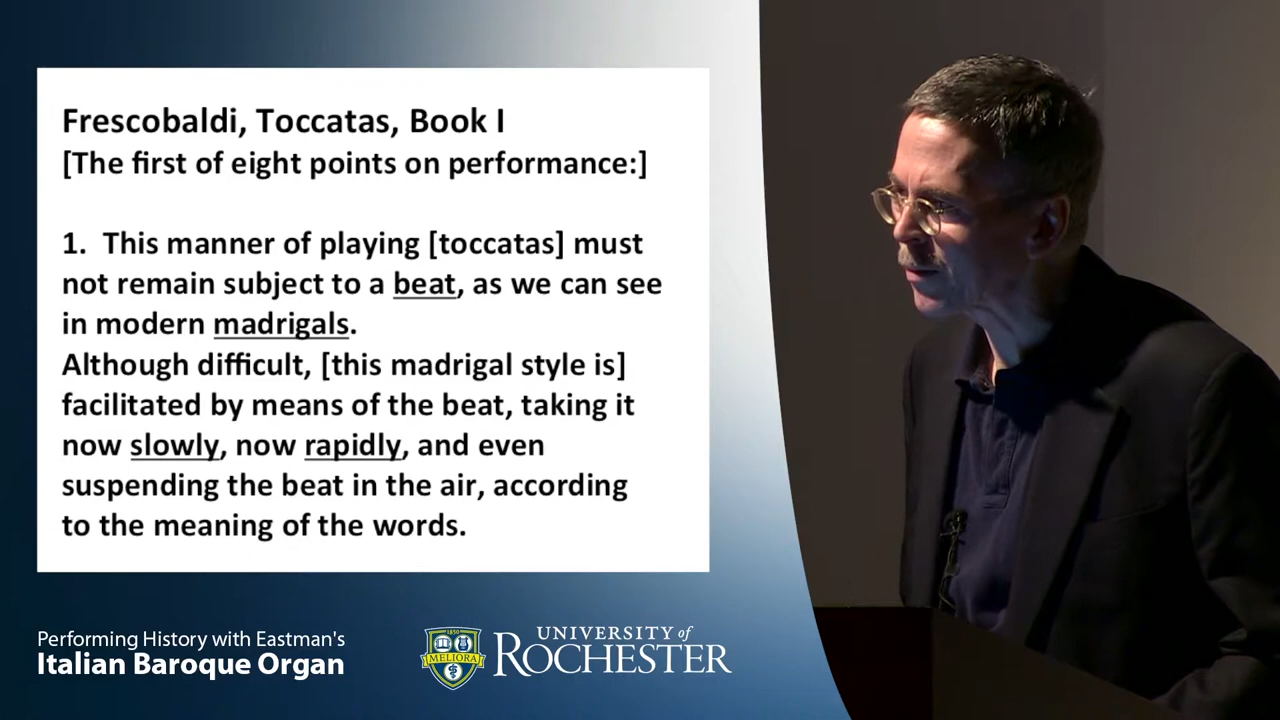 Frescobaldi, Toccatas, Book I
[The first of eight points on performance:]
1. This manner of playing [toccatas] must
not remain subject to a beat, as we can see
in modern madrigals.
Although difficult, [this madrigal style is]
facilitated by means of the beat, taking it
now slowly, now rapidly, and even
suspending the beat in the air, according
to the meaning of the words.
Performing History with Eastman's
Italian Baroque Organ
1850
MELIORA
UNIVERSITY of
ROCHESTER